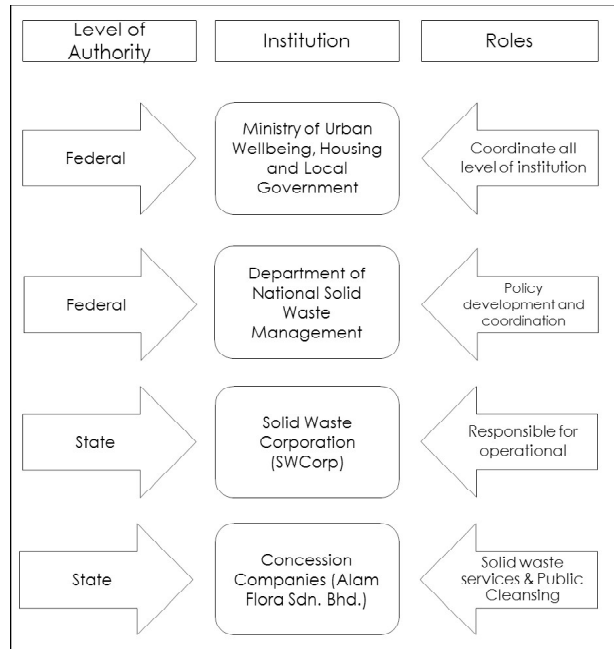 Level of
Authority
Institution
Roles
Federal
Ministry of Urban
Wellbeing, Housing
and Local
Government
Coordinate all
level of institution
Federal
Department of
National Solid
Waste
Management
Policy
development and
coordination
State
Solid Waste
Corporation
(SWCorp)
Responsible for
operational
State
Concession
Companies (Alam
Flora Sdn. Bhd.)
Solid waste
services & Public
Cleansing